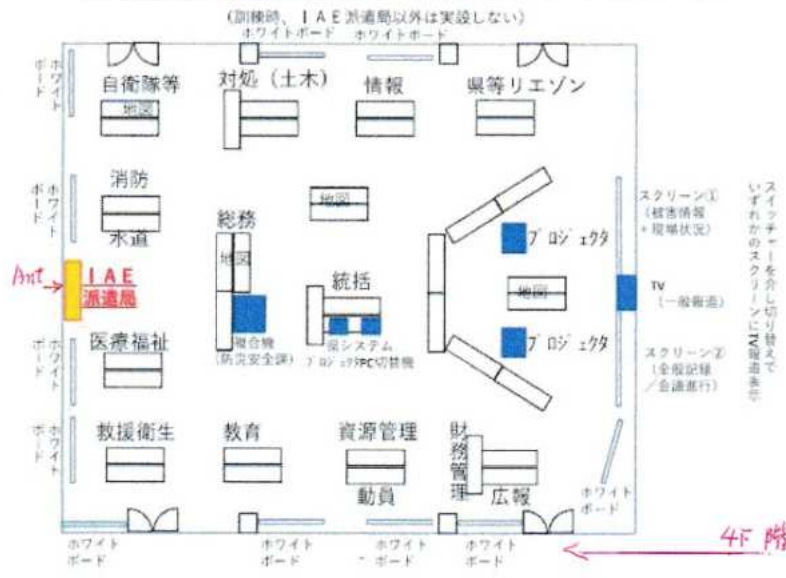 (訓練時、ＩＡＥ派遣局以外は実設しない)
ホワイトボード ホワイトボード
ホワイト
ボード
自衛隊等
地図
対処（土木）
情報
県等リエゾン
ホワイト
ボード
消防
水道
総務
地図
地図
プロジェクタ
スクリーン①
(被害情報
＋現場状況)
スイッチャーを介し切り替えて
いずれかのスクリーンにTV報道表示
Ant
ＩＡＥ
派遣局
統括
地図
TV
(一般報道)
複合機
(防災安全課)
システム
プロジェクタPC切替機
プロジェクタ
スクリーン②
(全般記録
／会議進行)
ホワイト
ボード
医療福祉
ホワイト
ボード
救援衛生
教育
資源管理
動員
財務管理
広報
ホワイト
ボード
ホワイト
ボード
ホワイト
ボード
ホワイト
ボード
ホワイト
ボード
4F